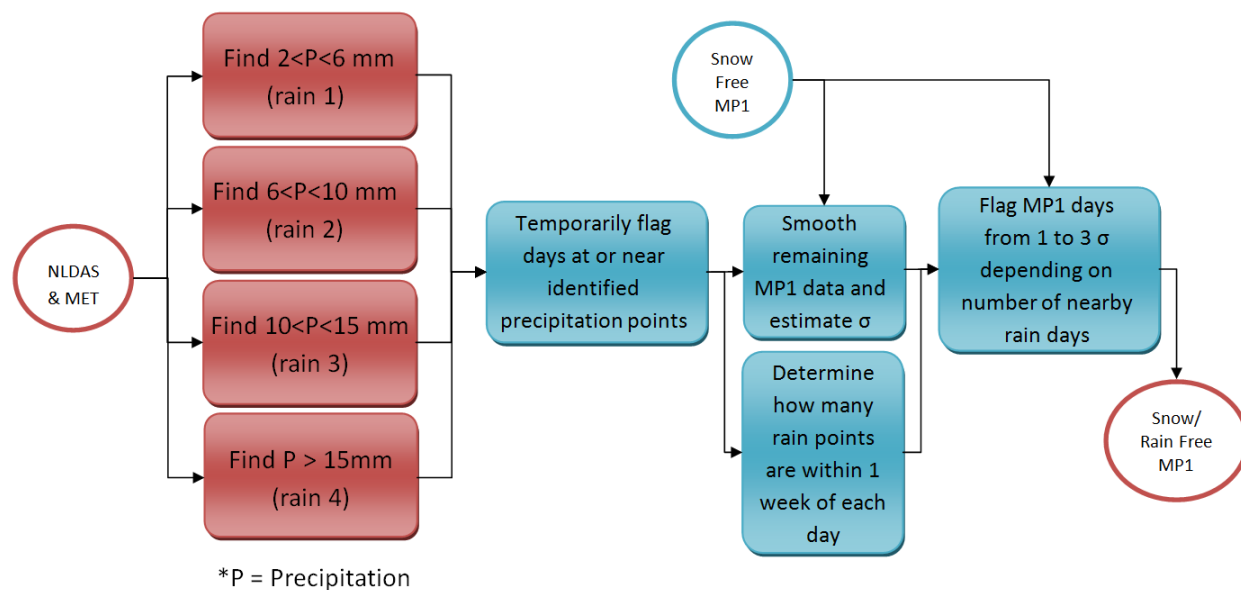 NLDAS
& MET
Find 2<P<6 mm
(rain 1)
Find 6<P<10 mm
(rain 2)
Find 10<P<15 mm
(rain 3)
Find P > 15mm
(rain 4)
*P = Precipitation
Temporarily flag
days at or near
identified
precipitation points
Snow
Free
MP1
Smooth
remaining
MP1 data and
estimate σ
Determine
how many
rain points
are within 1
week of each
day
Flag MP1 days
from 1 to 3 σ
depending on
number of nearby
rain days
Snow/
Rain Free
MP1